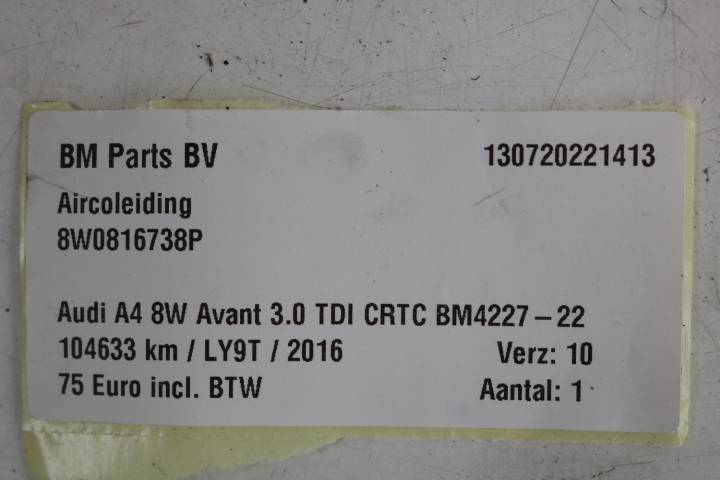 BM Parts BV 130720221413
Aircoleiding
8W0816738P
Audi A4 8W Avant 3.0 TDI CRTC BM4227-22
104633 km / LY9T / 2016 Verz: 10
75 Euro incl. BTW Aantal: 1